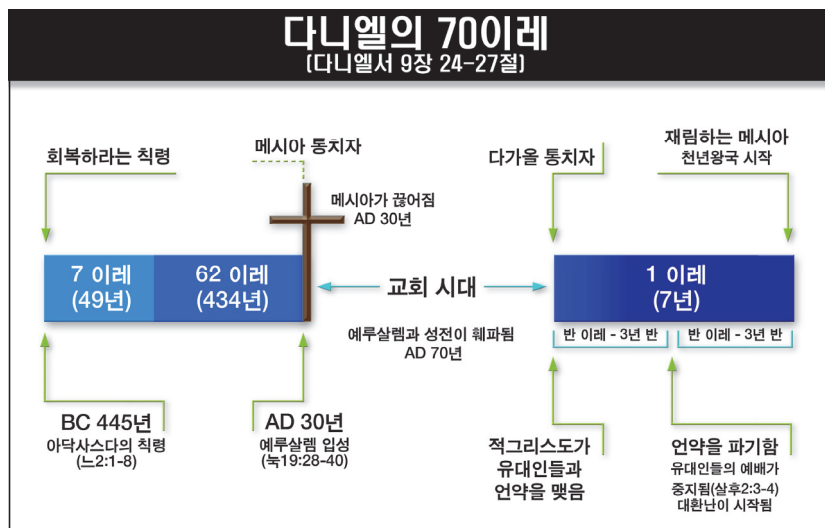 다니엘의 70이레
(다니엘서 9장 24-27절)
회복하라는 칙령
메시아 통치자
메시아가 끊어짐
AD 30년
다가올 통치자
재림하는 메시아
천년왕국 시작
7 이레
(49년)
62 이레
(434년)
교회 시대
1 이레
(7년)
예루살렘과 성전이 훼파됨
AD 70년
반 이레 - 3년 반
반 이레 - 3년 반
BC 445년
아닥사스다의 칙령
(느2:1-8)
AD 30년
예루살렘 입성
(눅19:28-40)
적그리스도가
유대인들과
언약을 맺음
언약을 파기함
유대인들의 예배가
중지됨(살후2:3-4)
대환난이 시작됨